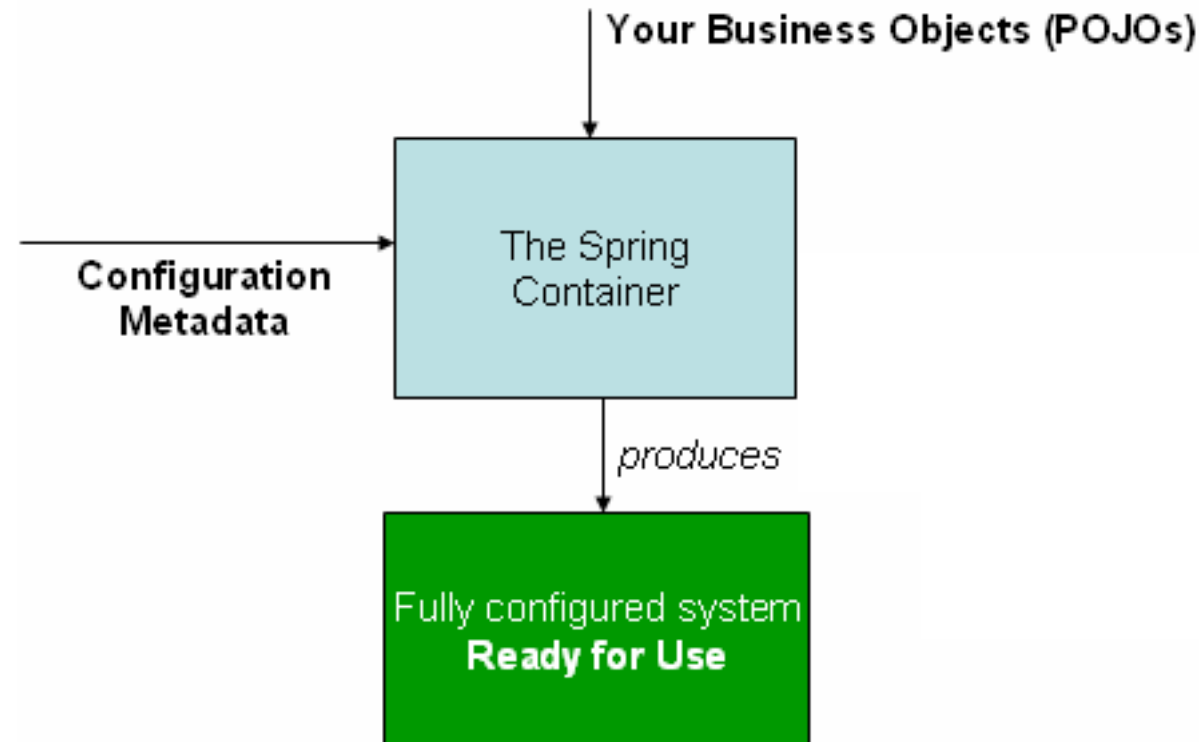 Your Business Objects (POJOs)
The Spring
Container
Configuration
Metadata
produces
Fully configured system
Ready for Use